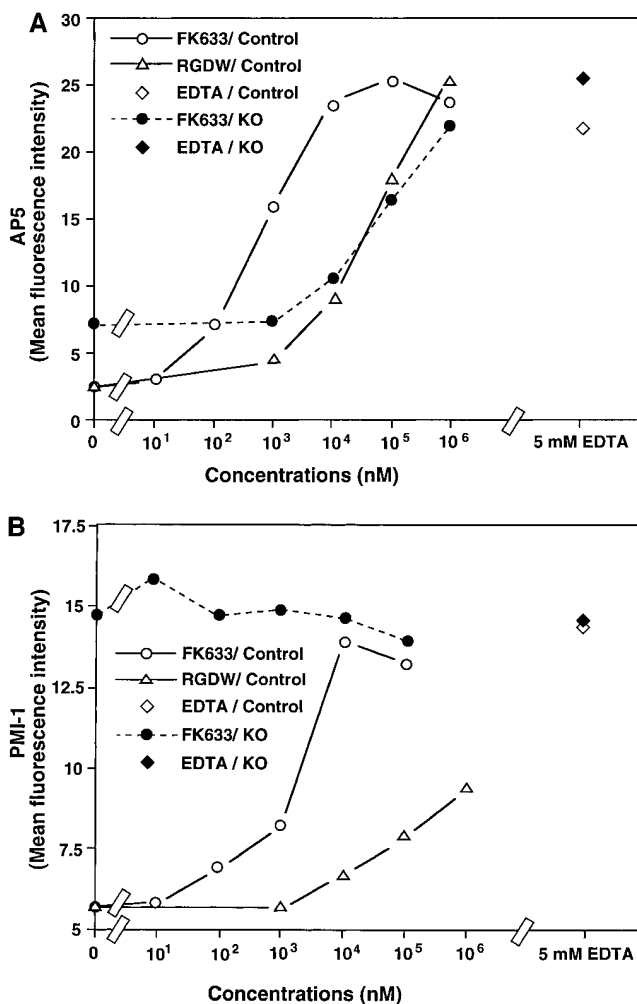 A
AP5
(Mean fluorescence intensity)
30
25
20
15
10
5
0
FK633/ Control
RGDW/ Control
EDTA / Control
FK633/ KO
EDTA / KO
0 10¹ 10² 10³ 10⁴ 10⁵ 10⁶ 5 mM EDTA
Concentrations (nM)
B
PMI-1
(Mean fluorescence intensity)
17.5
15
12.5
10
7.5
5
FK633/ Control
RGDW/ Control
EDTA/ Control
FK633/ KO
EDTA / KO
0 10¹ 10² 10³ 10⁴ 10⁵ 10⁶ 5 mM EDTA
Concentrations (nM)